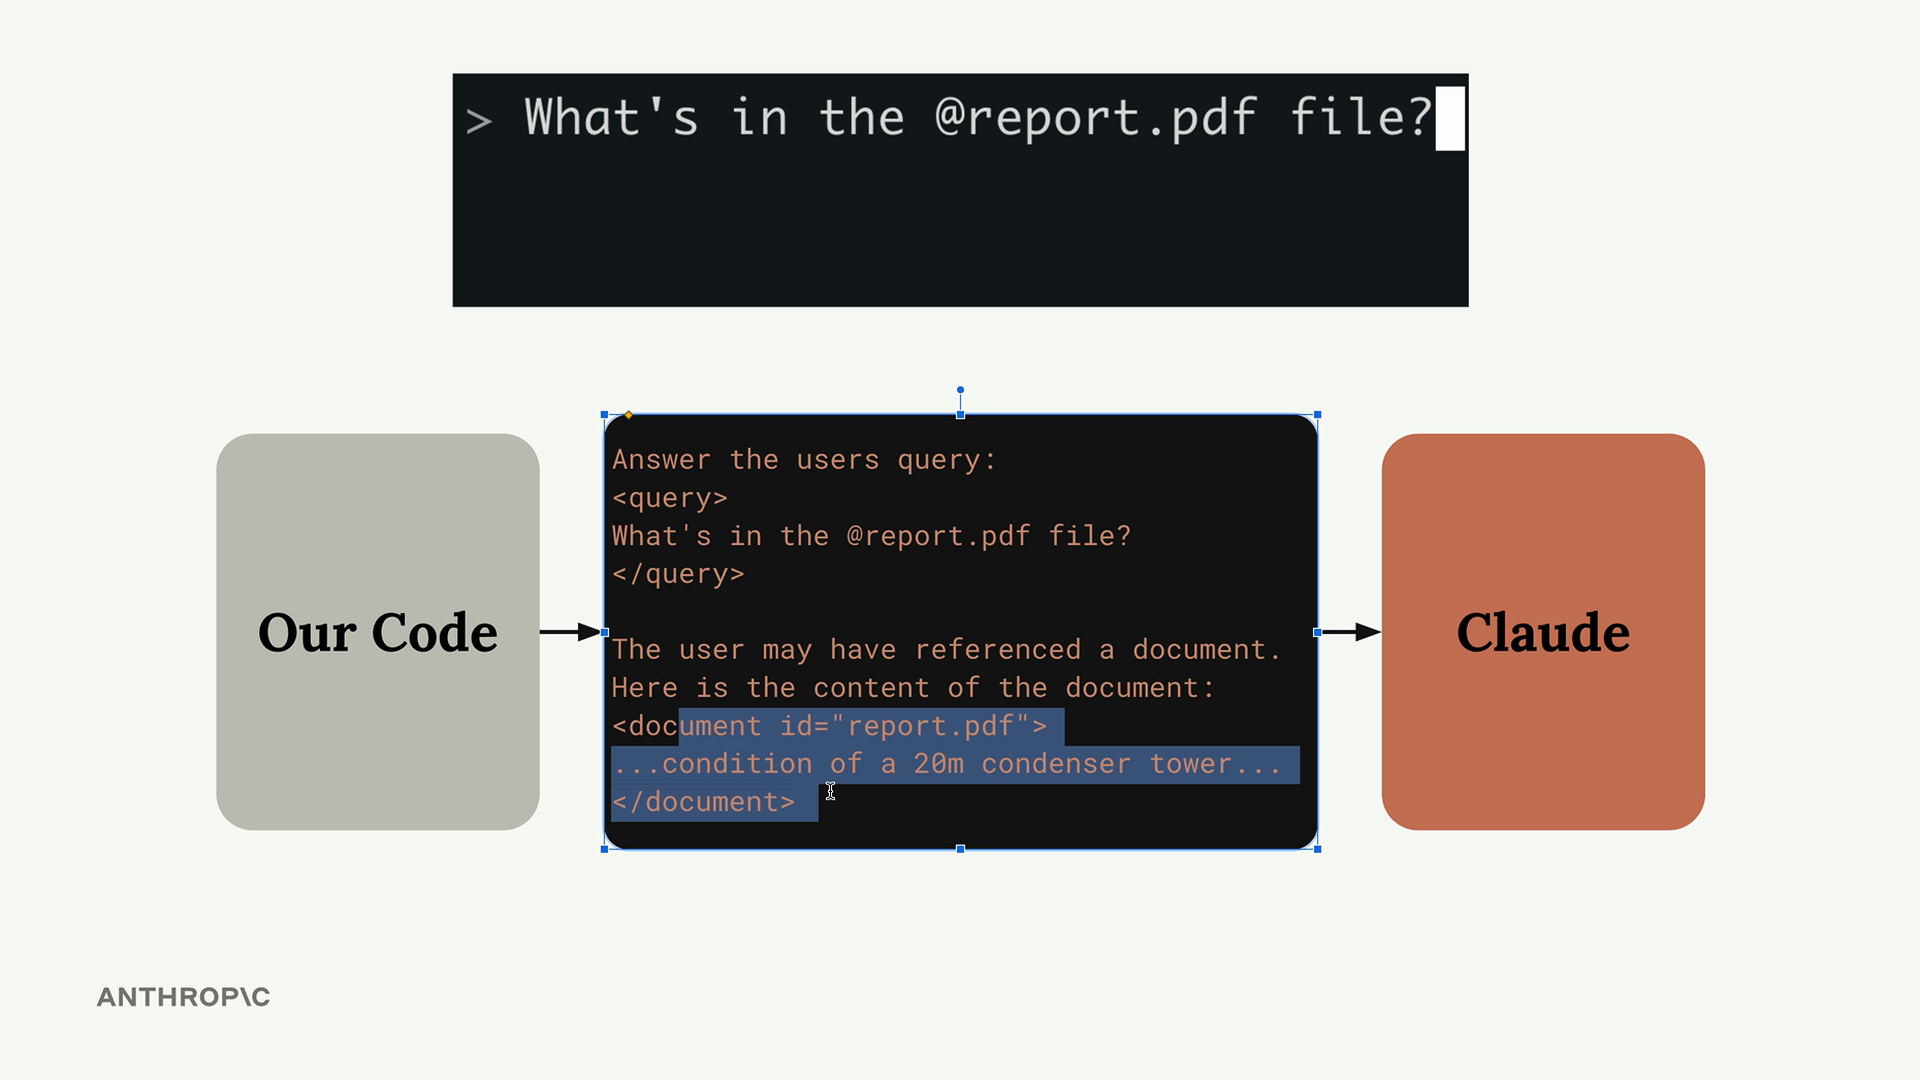 > What's in the @report.pdf file?
Answer the users query:
<query>
What's in the @report.pdf file?
</query>
The user may have referenced a document.
Here is the content of the document:
<document id="report.pdf">
...condition of a 20m condenser tower...
</document>
Our Code
Claude
ANTHROP\C